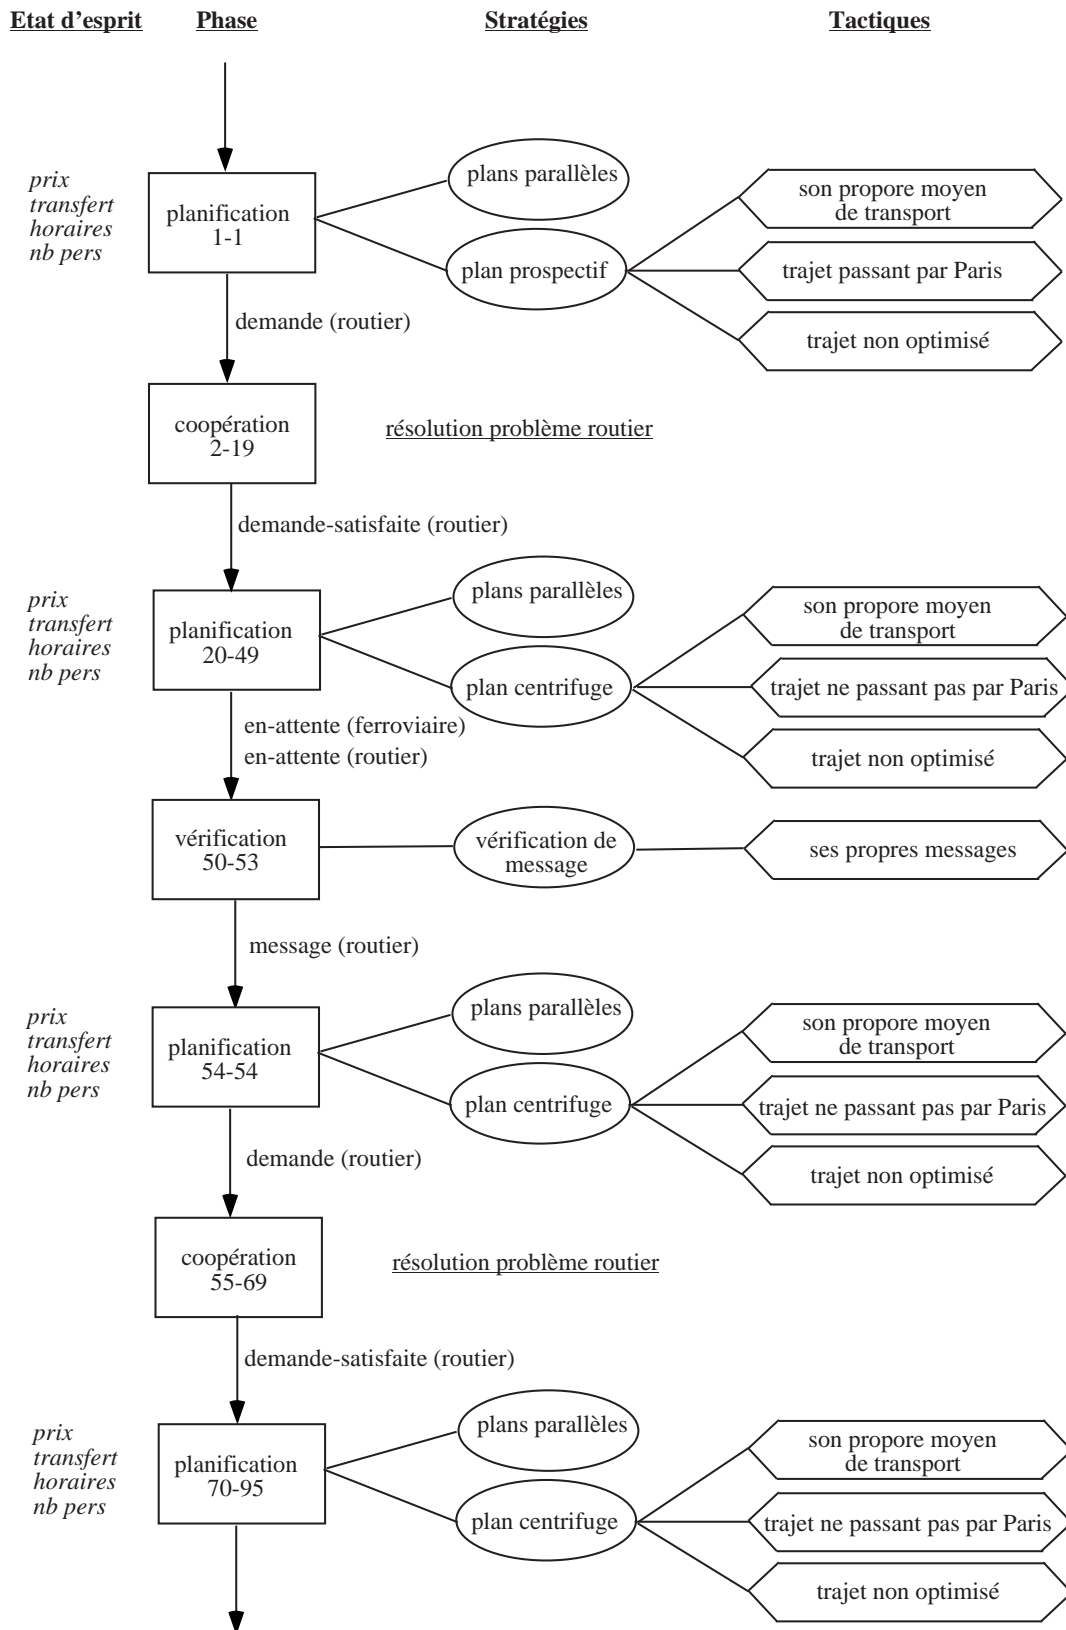 Etat d’esprit Phase Stratégies Tactiques
prix
transfert
horaires
nb pers
planification
1-1
plans parallèles
plan prospectif
son propore moyen
de transport
trajet passant par Paris
trajet non optimisé
demande (routier)
coopération
2-19
résolution problème routier
demande-satisfaite (routier)
prix
transfert
horaires
nb pers
planification
20-49
plans parallèles
plan centrifuge
son propore moyen
de transport
trajet ne passant pas par Paris
trajet non optimisé
en-attente (ferroviaire)
en-attente (routier)
vérification
50-53
vérification de
message
ses propres messages
message (routier)
prix
transfert
horaires
nb pers
planification
54-54
plans parallèles
plan centrifuge
son propore moyen
de transport
trajet ne passant pas par Paris
trajet non optimisé
demande (routier)
coopération
55-69
résolution problème routier
demande-satisfaite (routier)
prix
transfert
horaires
nb pers
planification
70-95
plans parallèles
plan centrifuge
son propore moyen
de transport
trajet ne passant pas par Paris
trajet non optimisé